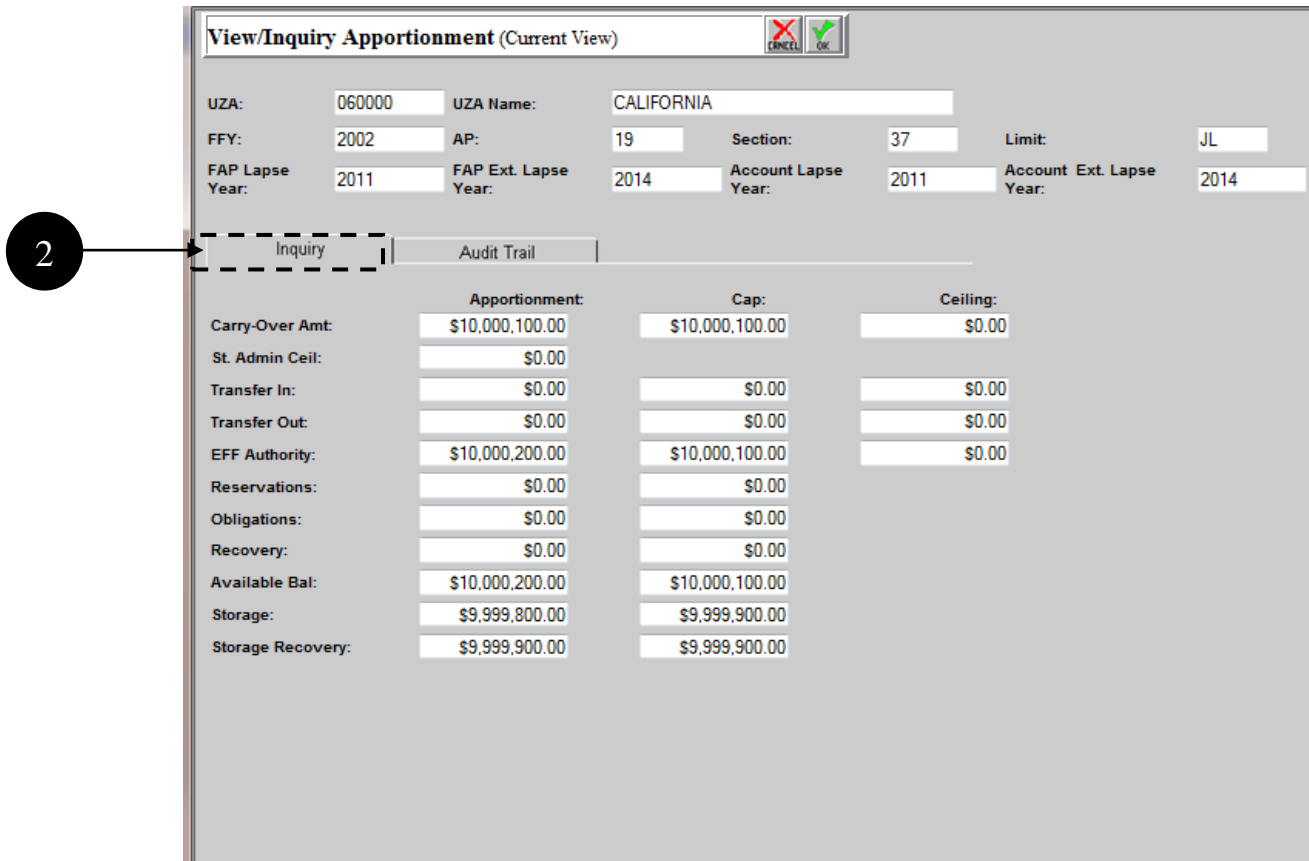 View/Inquiry Apportionment (Current View) CANCEL OK
UZA: 060000 UZA Name: CALIFORNIA
FFY: 2002 AP: 19 Section: 37 Limit: JL
FAP Lapse Year: 2011 FAP Ext. Lapse Year: 2014 Account Lapse Year: 2011 Account Ext. Lapse Year: 2014
2 Inquiry Audit Trail
Apportionment: Cap: Ceiling:
Carry-Over Amt: $10,000,100.00 $10,000,100.00 $0.00
St. Admin Ceil: $0.00
Transfer In: $0.00 $0.00 $0.00
Transfer Out: $0.00 $0.00 $0.00
EFF Authority: $10,000,200.00 $10,000,100.00 $0.00
Reservations: $0.00 $0.00
Obligations: $0.00 $0.00
Recovery: $0.00 $0.00
Available Bal: $10,000,200.00 $10,000,100.00
Storage: $9,999,800.00 $9,999,900.00
Storage Recovery: $9,999,900.00 $9,999,900.00